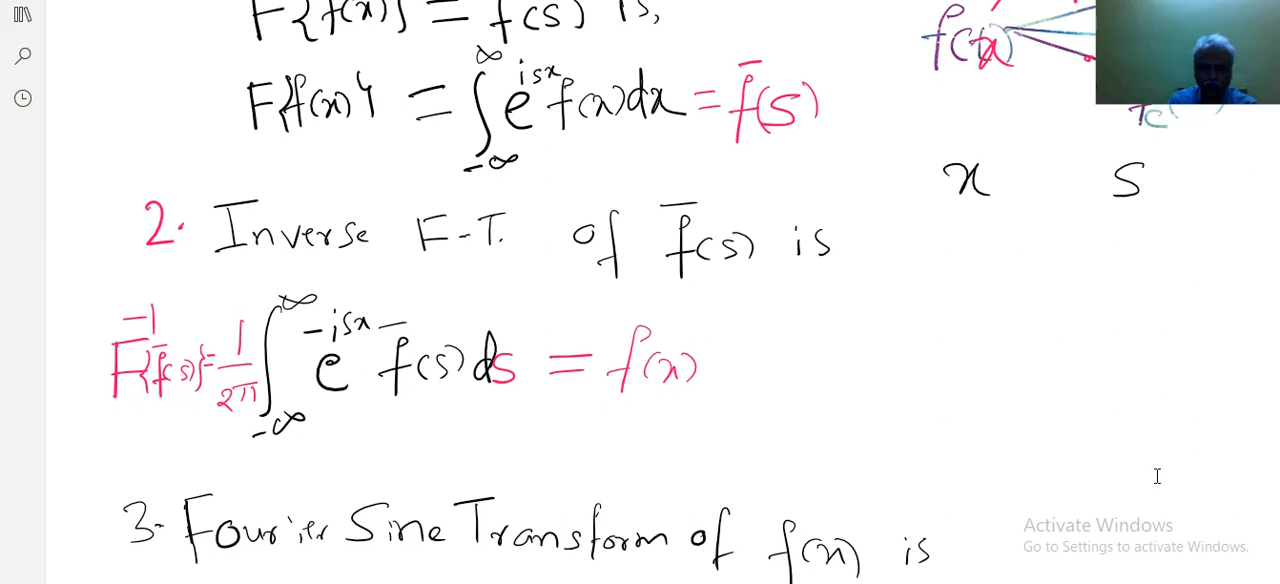 F{f(x)} = f(s) is,
f(x)
F{f(x)} = ∫_{-∞}^{∞} e^{isx} f(x)dx = f̄(s)
x s
2. Inverse F.T. of f̄(s) is
F^{-1}{f̄(s)} = 1/2π ∫_{-∞}^{∞} e^{-isx} f̄(s)ds = f(x)
3. Fourier Sine Transform of f(x) is
Activate Windows
Go to Settings to activate Windows.